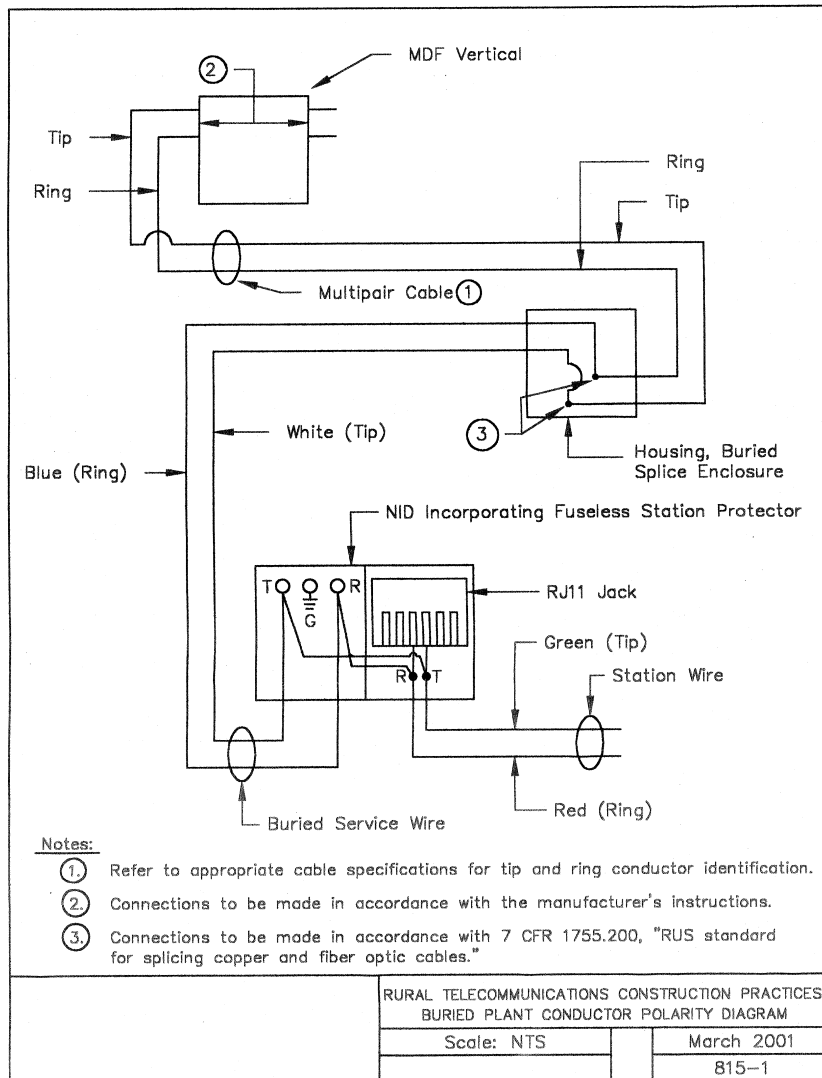 MDF Vertical
2
Tip
Ring
Ring
Tip
Multipair Cable 1
3
White (Tip)
Housing, Buried
Splice Enclosure
Blue (Ring)
NID Incorporating Fuseless Station Protector
T R
G
RJ11 Jack
Green (Tip)
R T
Station Wire
Red (Ring)
Buried Service Wire
Notes:
1. Refer to appropriate cable specifications for tip and ring conductor identification.
2. Connections to be made in accordance with the manufacturer's instructions.
3. Connections to be made in accordance with 7 CFR 1755.200, "RUS standard
for splicing copper and fiber optic cables."
RURAL TELECOMMUNICATIONS CONSTRUCTION PRACTICES
BURIED PLANT CONDUCTOR POLARITY DIAGRAM
Scale: NTS
March 2001
815-1